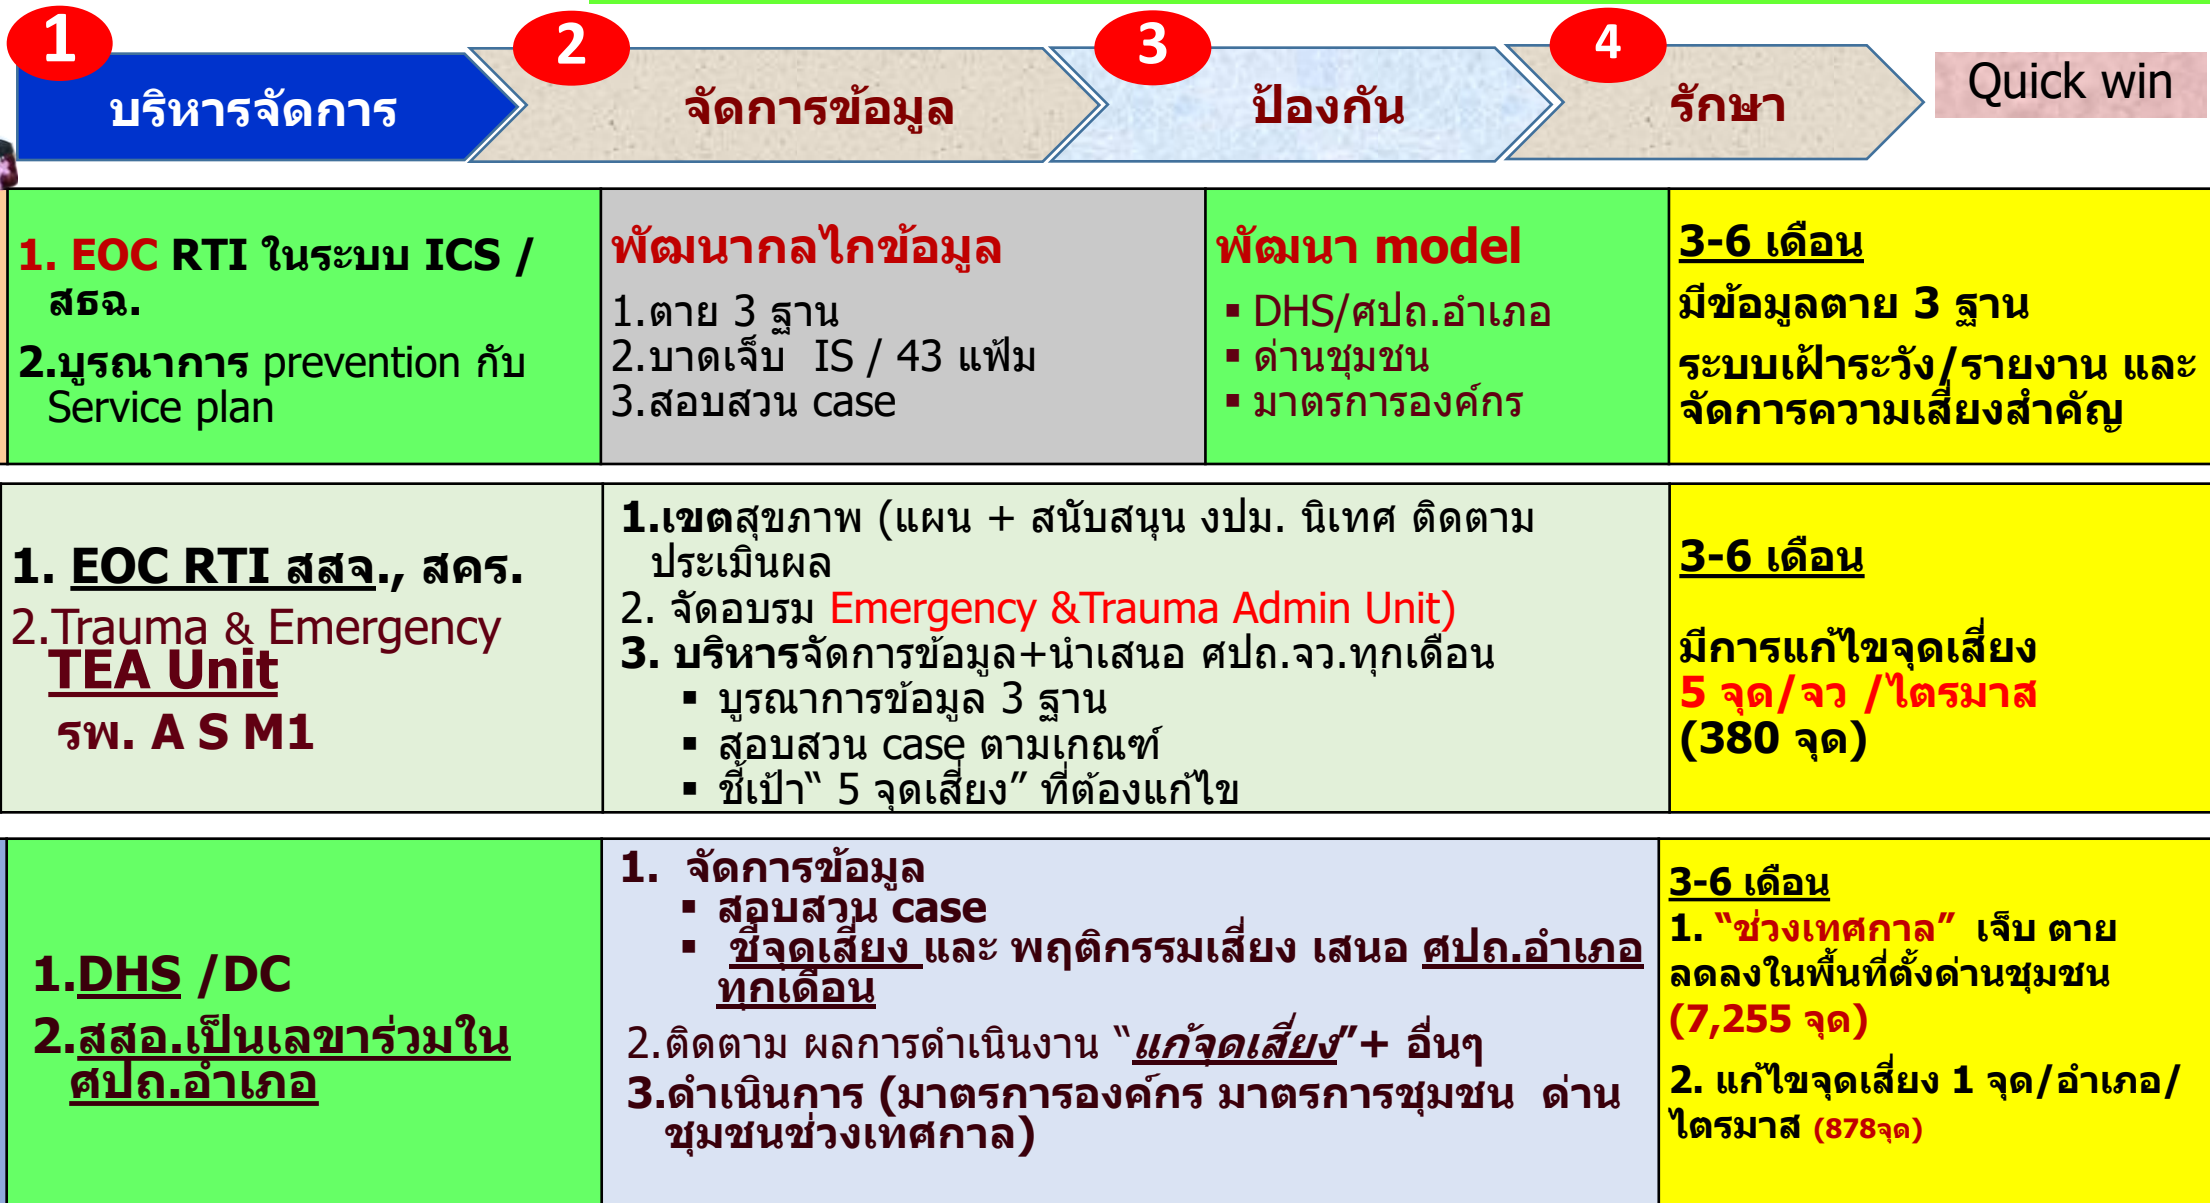 1
บริหารจัดการ
2
จัดการข้อมูล
3
ป้องกัน
4
รักษา
Quick win
1. EOC RTI ในระบบ ICS /
สธฉ.
2.บูรณาการ prevention กับ
Service plan
พัฒนากลไกข้อมูล
1.ตาย 3 ฐาน
2.บาดเจ็บ IS / 43 แฟ้ม
3.สอบสวน case
พัฒนา model
▪ DHS/ศปถ.อำเภอ
▪ ด่านชุมชน
▪ มาตรการองค์กร
3-6 เดือน
มีข้อมูลตาย 3 ฐาน
ระบบเฝ้าระวัง/รายงาน และ
จัดการความเสี่ยงสำคัญ
1. EOC RTI สสจ., สคร.
2.Trauma & Emergency
TEA Unit
รพ. A S M1
1.เขตสุขภาพ (แผน + สนับสนุน งปม. นิเทศ ติดตาม
ประเมินผล
2. จัดอบรม Emergency &Trauma Admin Unit)
3. บริหารจัดการข้อมูล+นำเสนอ ศปถ.จว.ทุกเดือน
▪ บูรณาการข้อมูล 3 ฐาน
▪ สอบสวน case ตามเกณฑ์
▪ ชี้เป้า“ 5 จุดเสี่ยง” ที่ต้องแก้ไข
3-6 เดือน
มีการแก้ไขจุดเสี่ยง
5 จุด/จว /ไตรมาส
(380 จุด)
1.DHS /DC
2.สสอ.เป็นเลขาร่วมใน
ศปถ.อำเภอ
1. จัดการข้อมูล
▪ สอบสวน case
▪ ชี้จุดเสี่ยง และ พฤติกรรมเสี่ยง เสนอ ศปถ.อำเภอ
ทุกเดือน
2.ติดตาม ผลการดำเนินงาน “แก้จุดเสี่ยง”+ อื่นๆ
3.ดำเนินการ (มาตรการองค์กร มาตรการชุมชน ด่าน
ชุมชนช่วงเทศกาล)
3-6 เดือน
1. “ช่วงเทศกาล” เจ็บ ตาย
ลดลงในพื้นที่ตั้งด่านชุมชน
(7,255 จุด)
2. แก้ไขจุดเสี่ยง 1 จุด/อำเภอ/
ไตรมาส (878จุด)